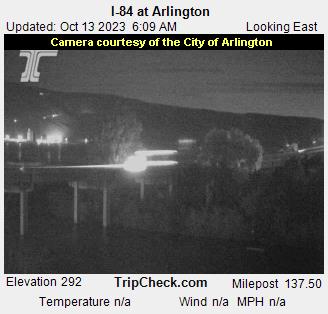 I-84 at Arlington
Updated: Oct 13 2023 6:09 AM Looking East
Camera courtesy of the City of Arlington
Elevation 292 TripCheck.com Milepost 137.50
Temperature n/a Wind n/a MPH n/a